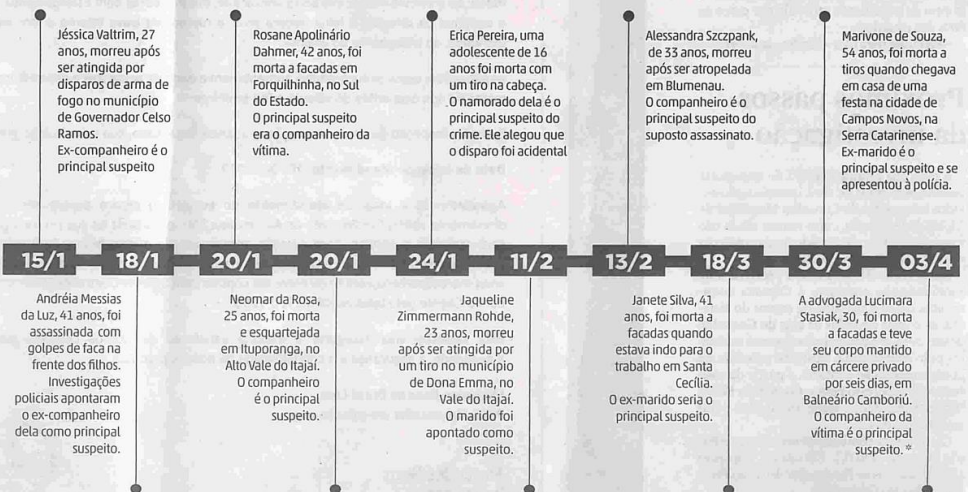 Jéssica Valtrim, 27
anos, morreu após
ser atingida por
disparos de arma de
fogo no município
de Governador Celso
Ramos.
Ex-companheiro é o
principal suspeito
Rosane Apolinário
Dahmer, 42 anos, foi
morta a facadas em
Forquilhinha, no Sul
do Estado.
O principal suspeito
era o companheiro da
vítima.
Erica Pereira, uma
adolescente de 16
anos foi morta com
um tiro na cabeça.
O namorado dela é o
principal suspeito do
crime. Ele alegou que
o disparo foi acidental
Alessandra Szczpank,
de 33 anos, morreu
após ser atropelada
em Blumenau.
O companheiro é o
principal suspeito do
suposto assassinato.
Marivone de Souza,
54 anos, foi morta a
tiros quando chegava
em casa de uma
festa na cidade de
Campos Novos, na
Serra Catarinense.
Ex-marido é o
principal suspeito e se
apresentou à polícia.
15/1 18/1 20/1 20/1 24/1 11/2 13/2 18/3 30/3 03/4
Andréia Messias
da Luz, 41 anos, foi
assassinada com
golpes de faca na
frente dos filhos.
Investigações
policiais apontaram
o ex-companheiro
dela como principal
suspeito.
Neomar da Rosa,
25 anos, foi morta
e esquartejada
em Ituporanga, no
Alto Vale do Itajaí.
O companheiro
é o principal
suspeito.
Jaqueline
Zimmermann Rohde,
23 anos, morreu
após ser atingida por
um tiro no município
de Dona Emma, no
Vale do Itajaí.
O marido foi
apontado como
suspeito.
Janete Silva, 41
anos, foi morta a
facadas quando
estava indo para o
trabalho em Santa
Cecília.
O ex-marido seria o
principal suspeito.
A advogada Lucimara
Stasiak, 30, foi morta
a facadas e teve
seu corpo mantido
em cárcere privado
por seis dias, em
Balneário Camboriú.
O companheiro da
vítima é o principal
suspeito. *